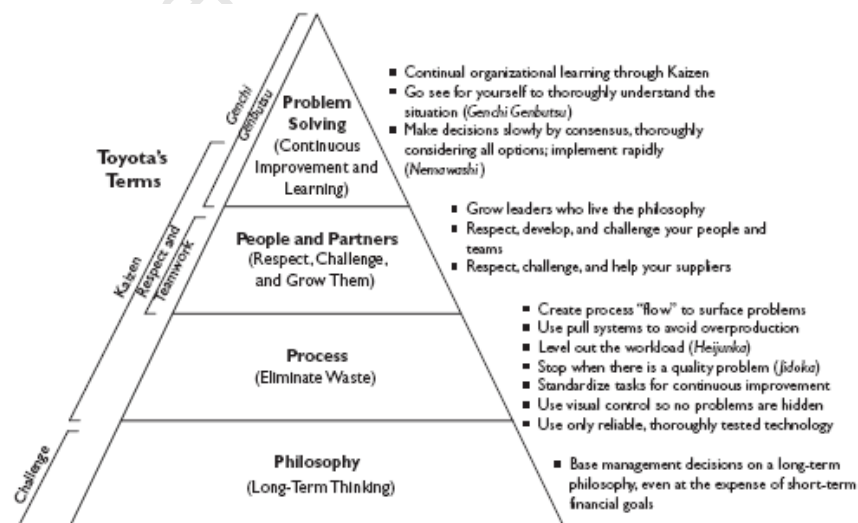 Toyota's
Terms
Genchi
Genbutsu
Kaizen
Respect and
Teamwork
Challenge
Problem
Solving
(Continuous
Improvement and
Learning)
▪ Continual organizational learning through Kaizen
▪ Go see for yourself to thoroughly understand the
situation (Genchi Genbutsu)
▪ Make decisions slowly by consensus, thoroughly
considering all options; implement rapidly
(Nemawashi)
People and Partners
(Respect, Challenge,
and Grow Them)
▪ Grow leaders who live the philosophy
▪ Respect, develop, and challenge your people and
teams
▪ Respect, challenge, and help your suppliers
Process
(Eliminate Waste)
▪ Create process "flow" to surface problems
▪ Use pull systems to avoid overproduction
▪ Level out the workload (Heijunka)
▪ Stop when there is a quality problem (Jidoka)
▪ Standardize tasks for continuous improvement
▪ Use visual control so no problems are hidden
▪ Use only reliable, thoroughly tested technology
Philosophy
(Long-Term Thinking)
▪ Base management decisions on a long-term
philosophy, even at the expense of short-term
financial goals